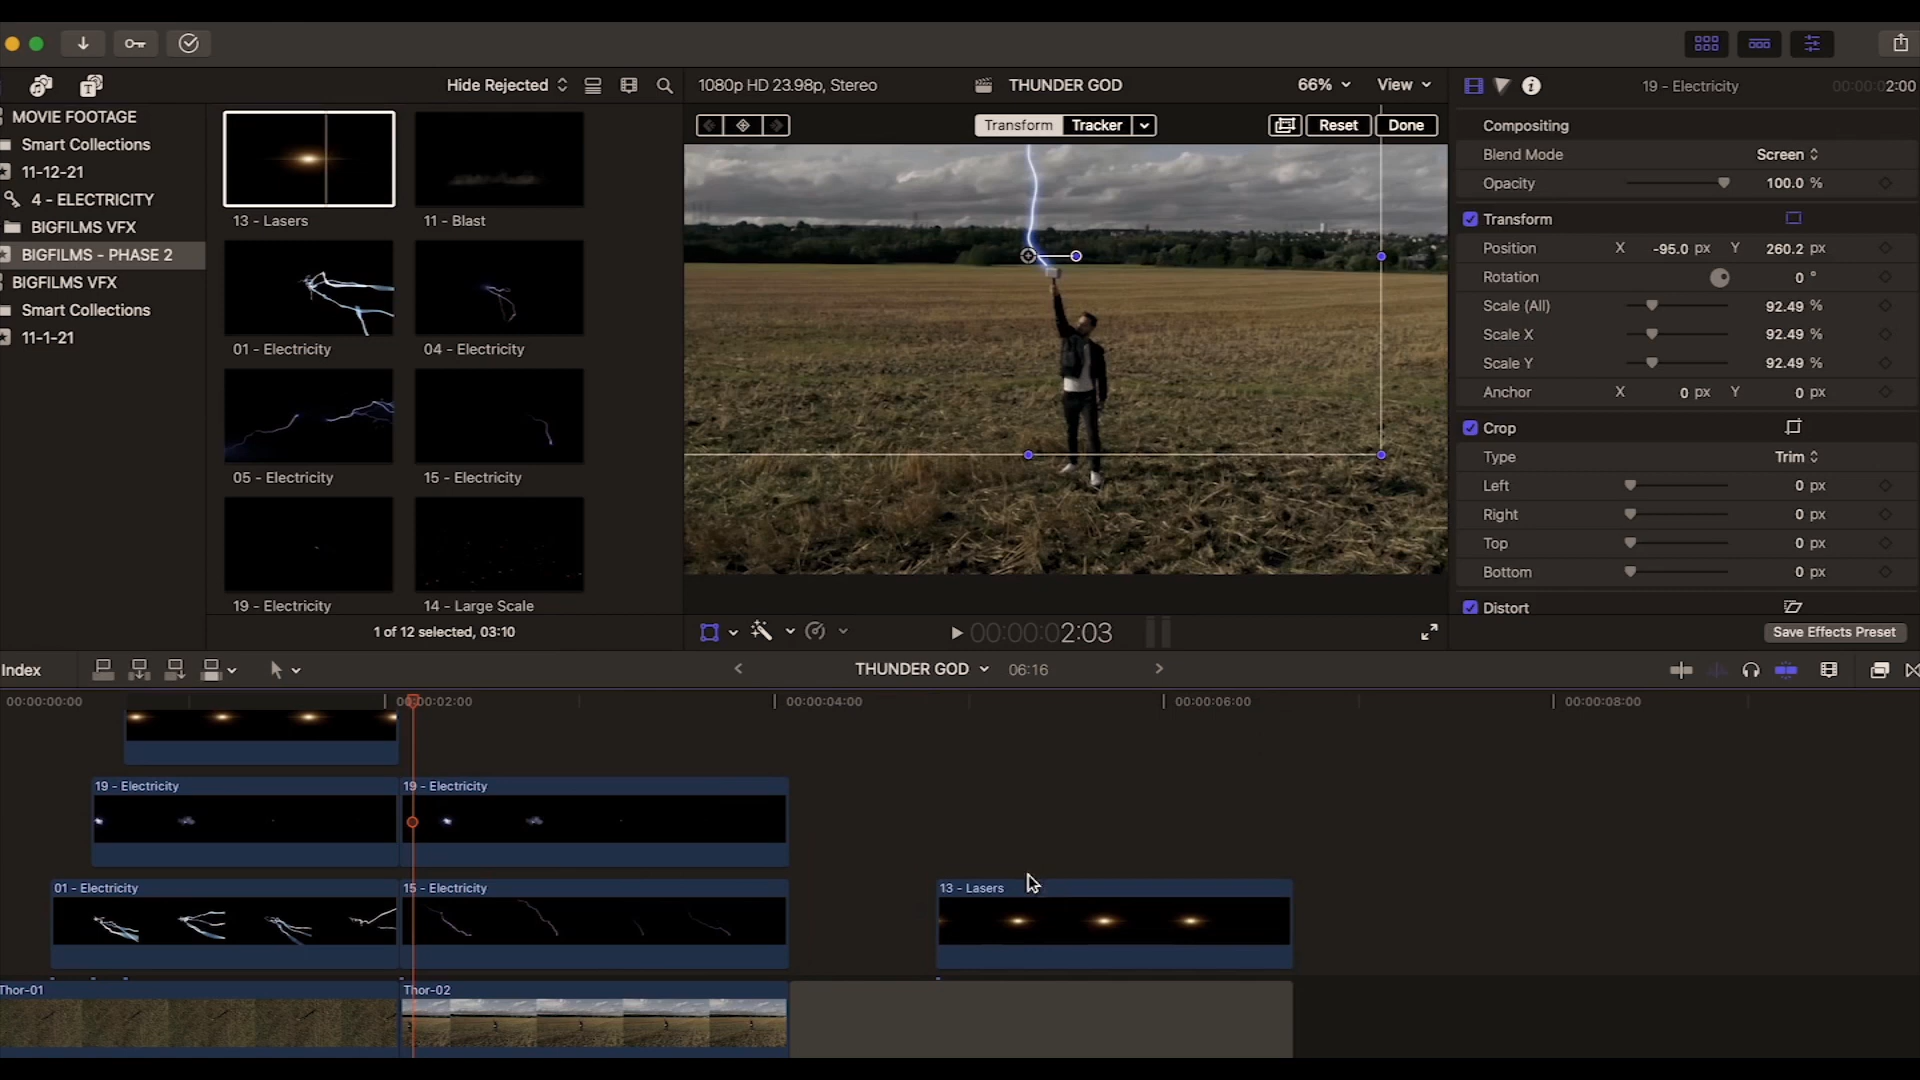 Hide Rejected
1080p HD 23.98p, Stereo
THUNDER GOD
66%
View
19 - Electricity
00:00:02:00
MOVIE FOOTAGE
Smart Collections
11-12-21
4 - ELECTRICITY
BIGFILMS VFX
BIGFILMS - PHASE 2
BIGFILMS VFX
Smart Collections
11-1-21
13 - Lasers
11 - Blast
01 - Electricity
04 - Electricity
05 - Electricity
15 - Electricity
19 - Electricity
14 - Large Scale
1 of 12 selected, 03:10
Transform
Tracker
Reset
Done
00:00:02:03
Compositing
Blend Mode
Screen
Opacity
100.0 %
Transform
Position X -95.0 px Y 260.2 px
Rotation 0 °
Scale (All) 92.49 %
Scale X 92.49 %
Scale Y 92.49 %
Anchor X 0 px Y 0 px
Crop
Type Trim
Left 0 px
Right 0 px
Top 0 px
Bottom 0 px
Distort
Save Effects Preset
Index
THUNDER GOD
06:16
00:00:00:00
00:00:02:00
00:00:04:00
00:00:06:00
00:00:08:00
19 - Electricity
19 - Electricity
01 - Electricity
15 - Electricity
13 - Lasers
Thor-01
Thor-02